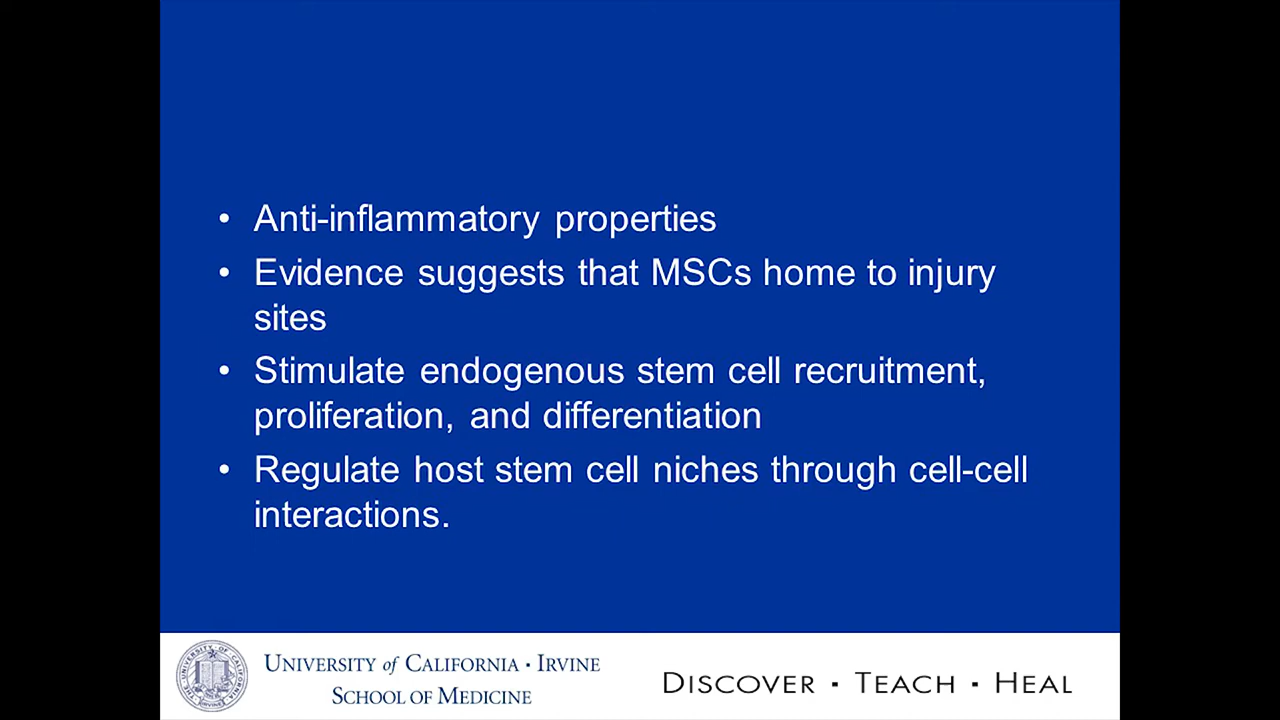 • Anti-inflammatory properties
• Evidence suggests that MSCs home to injury
sites
• Stimulate endogenous stem cell recruitment,
proliferation, and differentiation
• Regulate host stem cell niches through cell-cell
interactions.
UNIVERSITY of CALIFORNIA · IRVINE
SCHOOL OF MEDICINE
DISCOVER · TEACH · HEAL